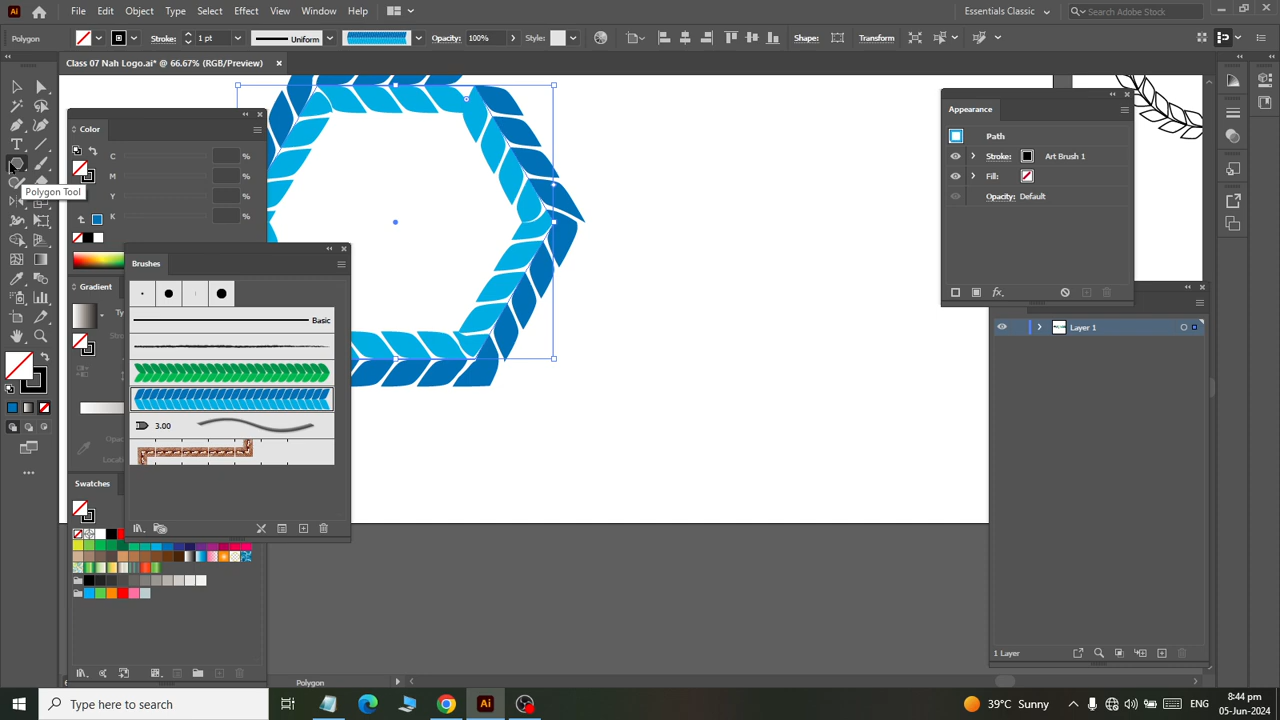 Ai File Edit Object Type Select Effect View Window Help Essentials Classic Search Adobe Stock
Polygon Stroke: 1 pt Uniform Opacity: 100% Style: Shape: Transform
Class 07 Nah Logo.ai* @ 66.67% (RGB/Preview)
Color
C %
M %
Y %
K %
Polygon Tool
Brushes
Basic
3.00
Gradient
Swatches
Appearance
Path
Stroke: Art Brush 1
Fill:
Opacity: Default
Layer 1
1 Layer
Polygon
Type here to search
39°C Sunny
8:44 pm
05-Jun-2024